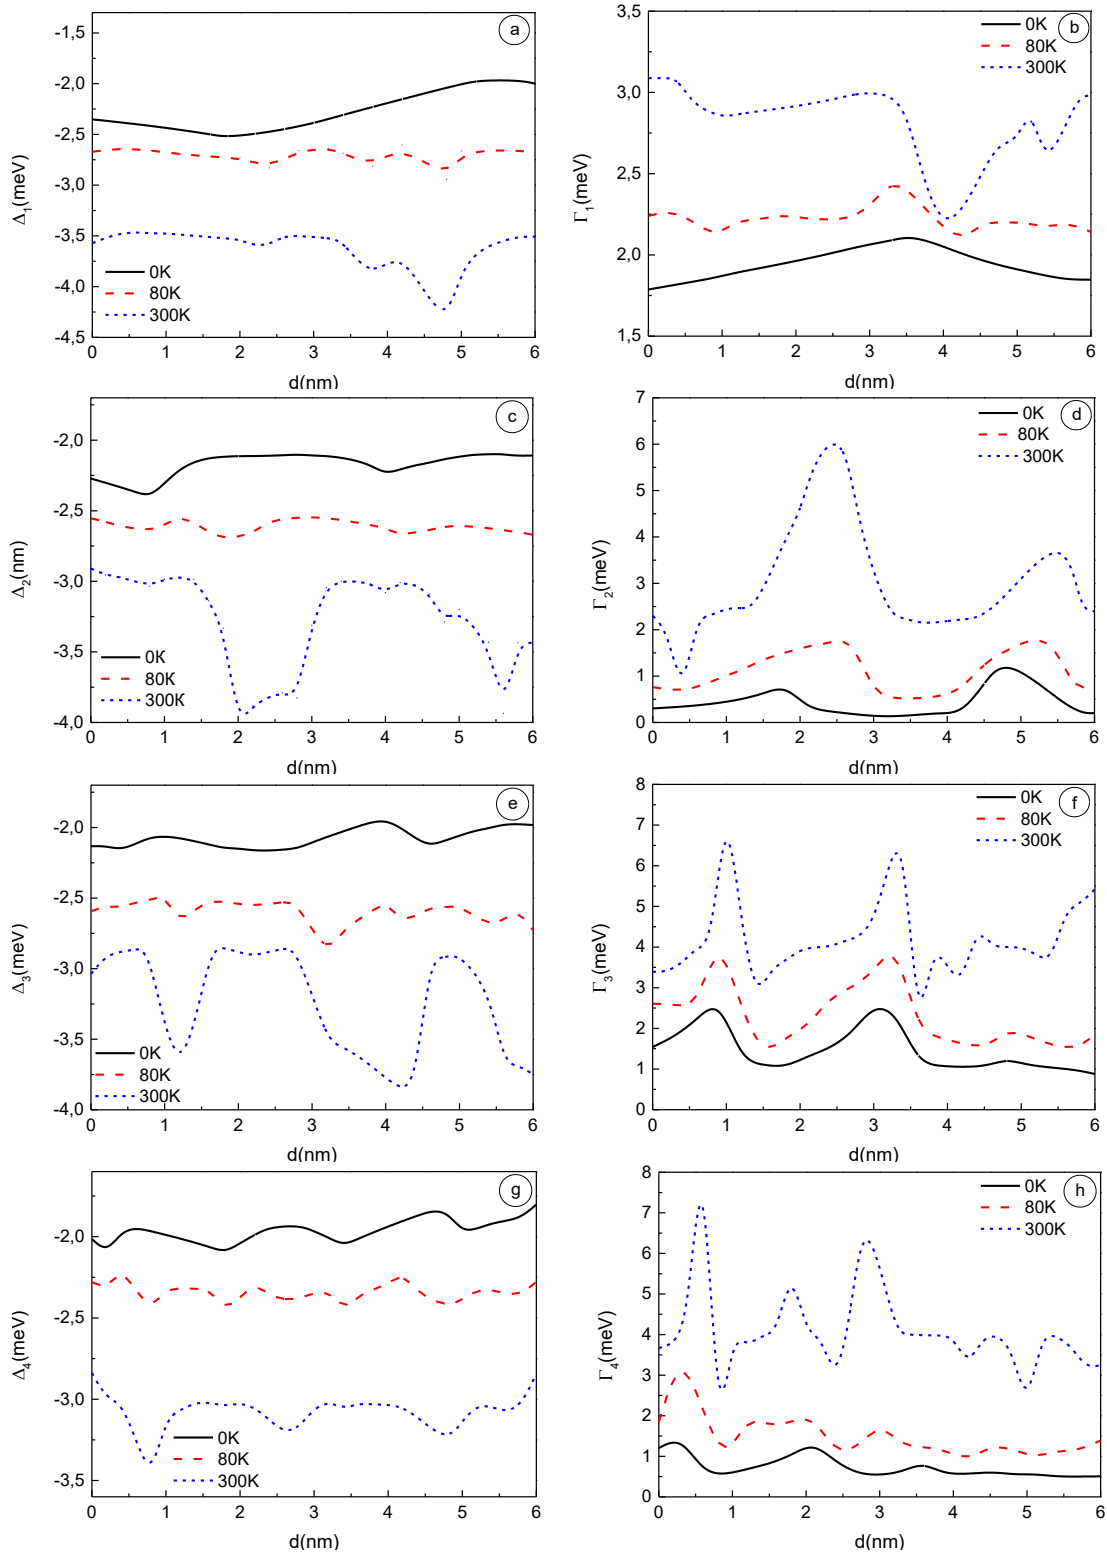 a
-1,5
-2,0
-2,5
-3,0
-3,5
-4,0
-4,5
Δ1(meV)
0K
80K
300K
0 1 2 3 4 5 6
d(nm)
b
3,5
3,0
2,5
2,0
1,5
Γ1(meV)
0K
80K
300K
0 1 2 3 4 5 6
d(nm)
c
-2,0
-2,5
-3,0
-3,5
-4,0
Δ2(nm)
0K
80K
300K
0 1 2 3 4 5 6
d(nm)
d
7
6
5
4
3
2
1
0
Γ2(meV)
0K
80K
300K
0 1 2 3 4 5 6
d(nm)
e
-2,0
-2,5
-3,0
-3,5
-4,0
Δ3(meV)
0K
80K
300K
0 1 2 3 4 5 6
d(nm)
f
8
7
6
5
4
3
2
1
0
Γ3(meV)
0K
80K
300K
0 1 2 3 4 5 6
d(nm)
g
-2,0
-2,5
-3,0
-3,5
Δ4(meV)
0K
80K
300K
0 1 2 3 4 5 6
d(nm)
h
8
7
6
5
4
3
2
1
0
Γ4(meV)
0K
80K
300K
0 1 2 3 4 5 6
d(nm)